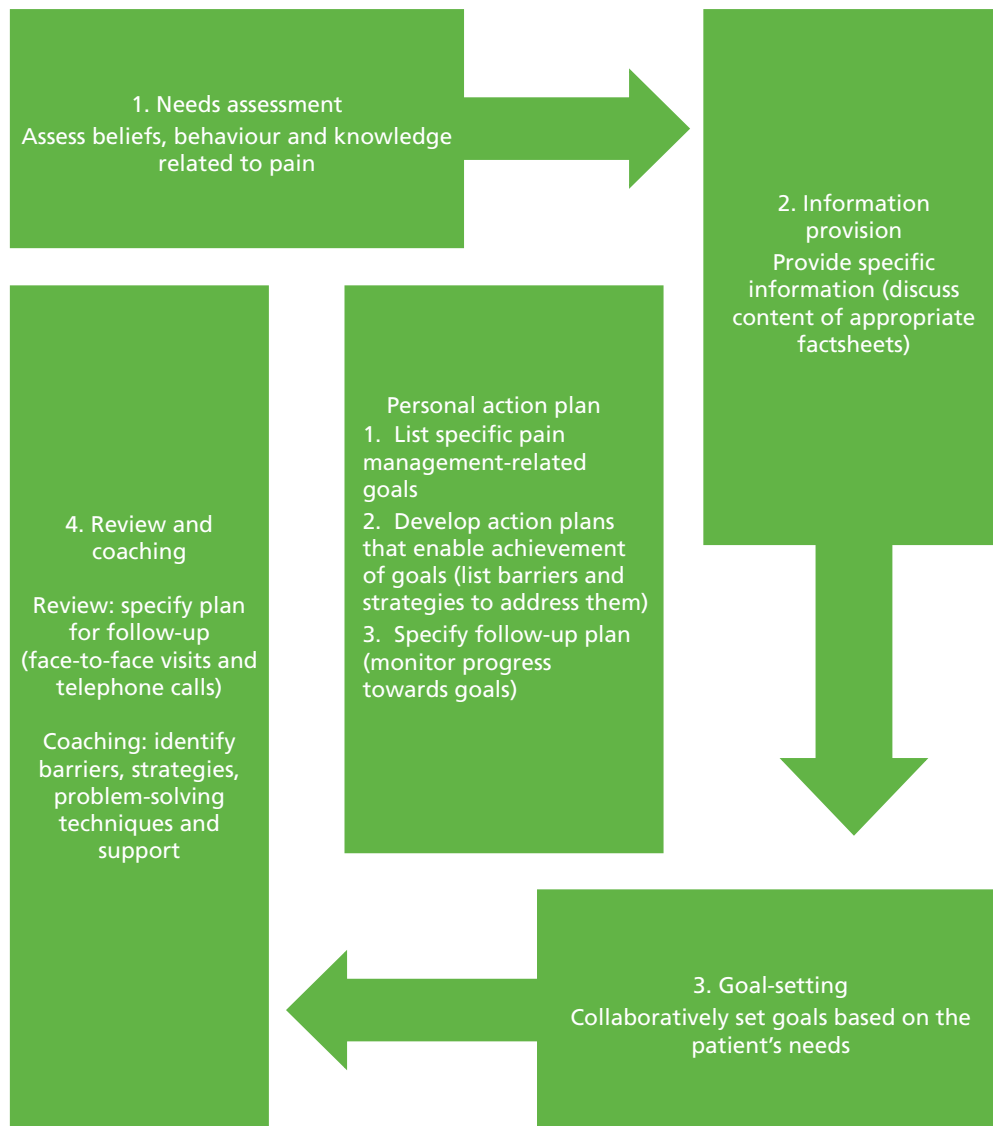 1. Needs assessment
Assess beliefs, behaviour and knowledge
related to pain
2. Information
provision
Provide specific
information (discuss
content of appropriate
factsheets)
3. Goal-setting
Collaboratively set goals based on the
patient's needs
4. Review and
coaching
Review: specify plan
for follow-up
(face-to-face visits and
telephone calls)
Coaching: identify
barriers, strategies,
problem-solving
techniques and
support
Personal action plan
1. List specific pain
management-related
goals
2. Develop action plans
that enable achievement
of goals (list barriers and
strategies to address them)
3. Specify follow-up plan
(monitor progress
towards goals)